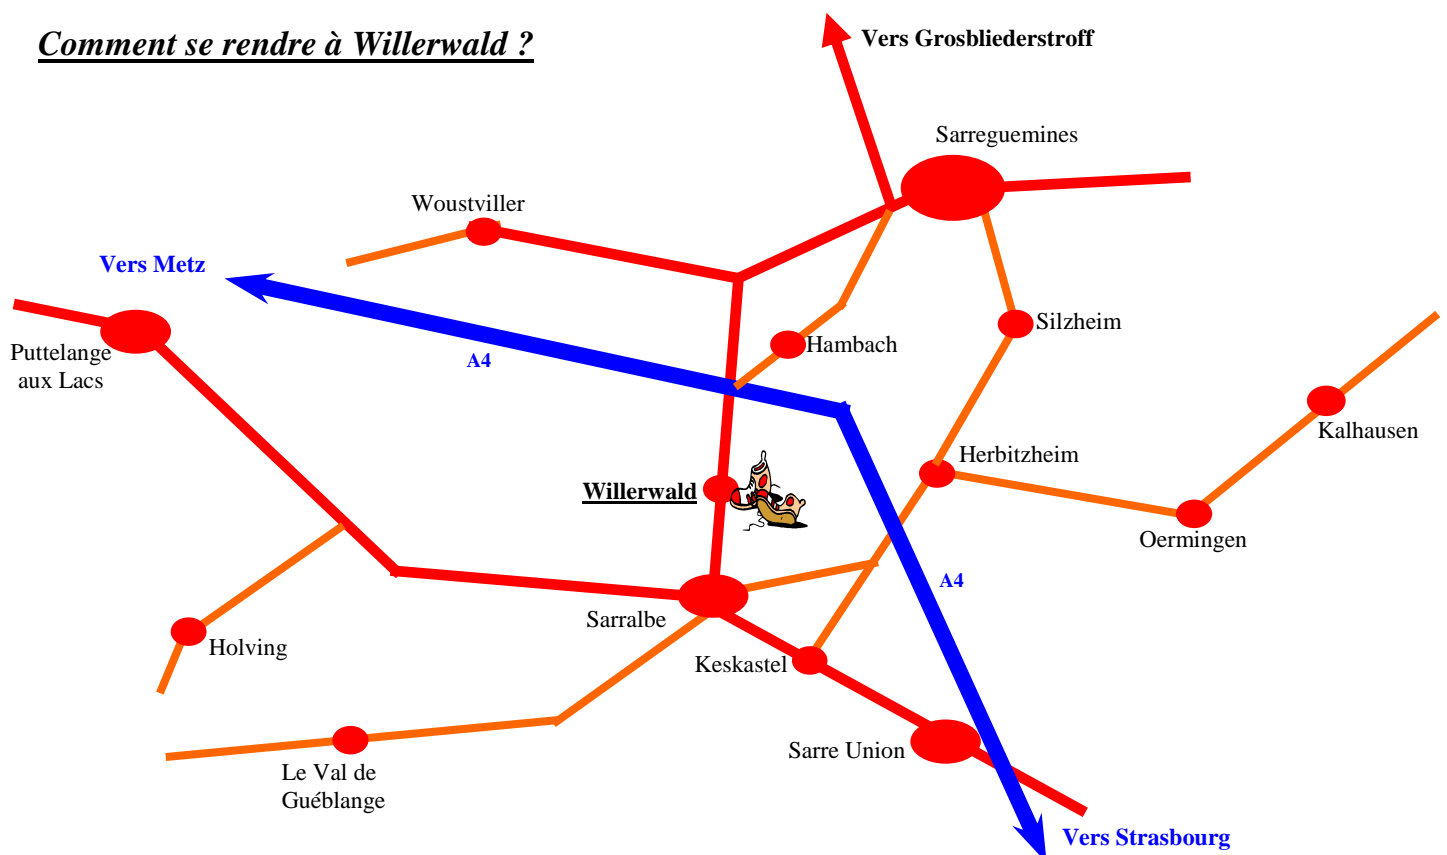 Comment se rendre à Willerwald ?
Vers Grosbliederstroff
Sarreguemines
Woustviller
Vers Metz
Puttelange
aux Lacs
A4
Hambach
Silzheim
Kalhausen
Herbitzheim
Willerwald
Oermingen
A4
Sarralbe
Holving
Keskastel
Sarre Union
Le Val de
Guéblange
Vers Strasbourg